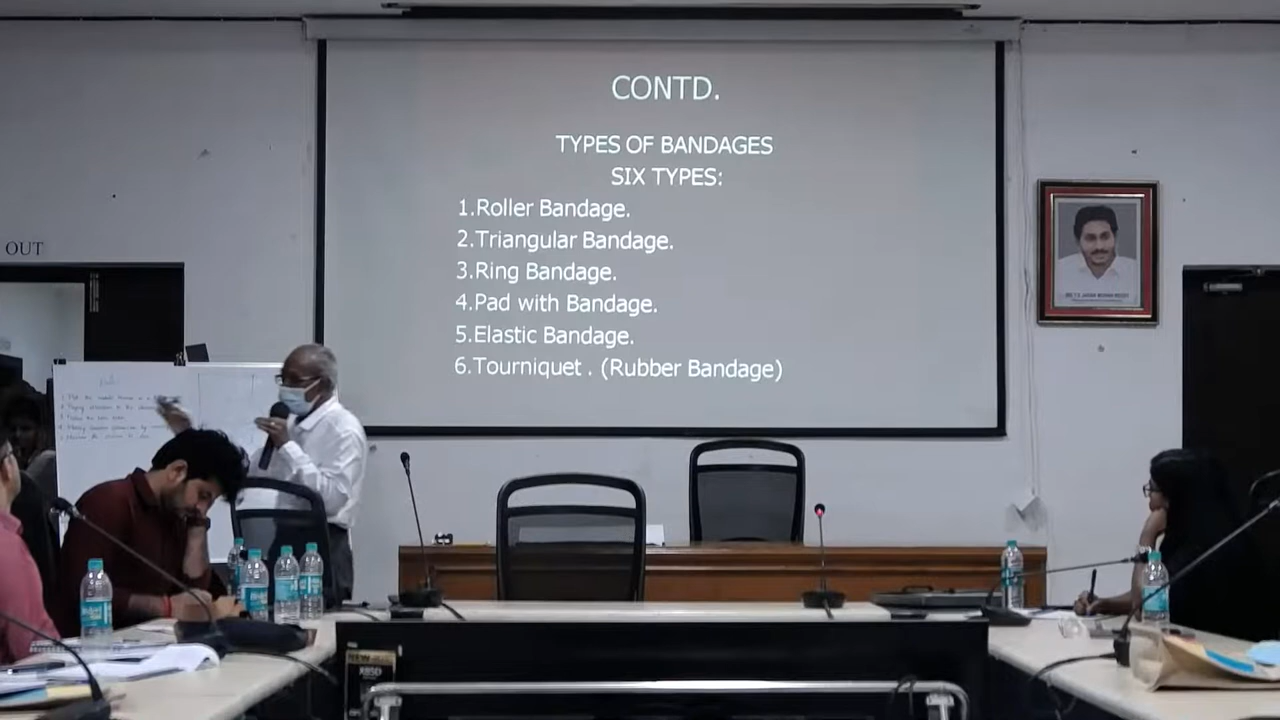 CONTD.
TYPES OF BANDAGES
SIX TYPES:
1.Roller Bandage.
2.Triangular Bandage.
3.Ring Bandage.
4.Pad with Bandage.
5.Elastic Bandage.
6.Tourniquet . (Rubber Bandage)
OUT